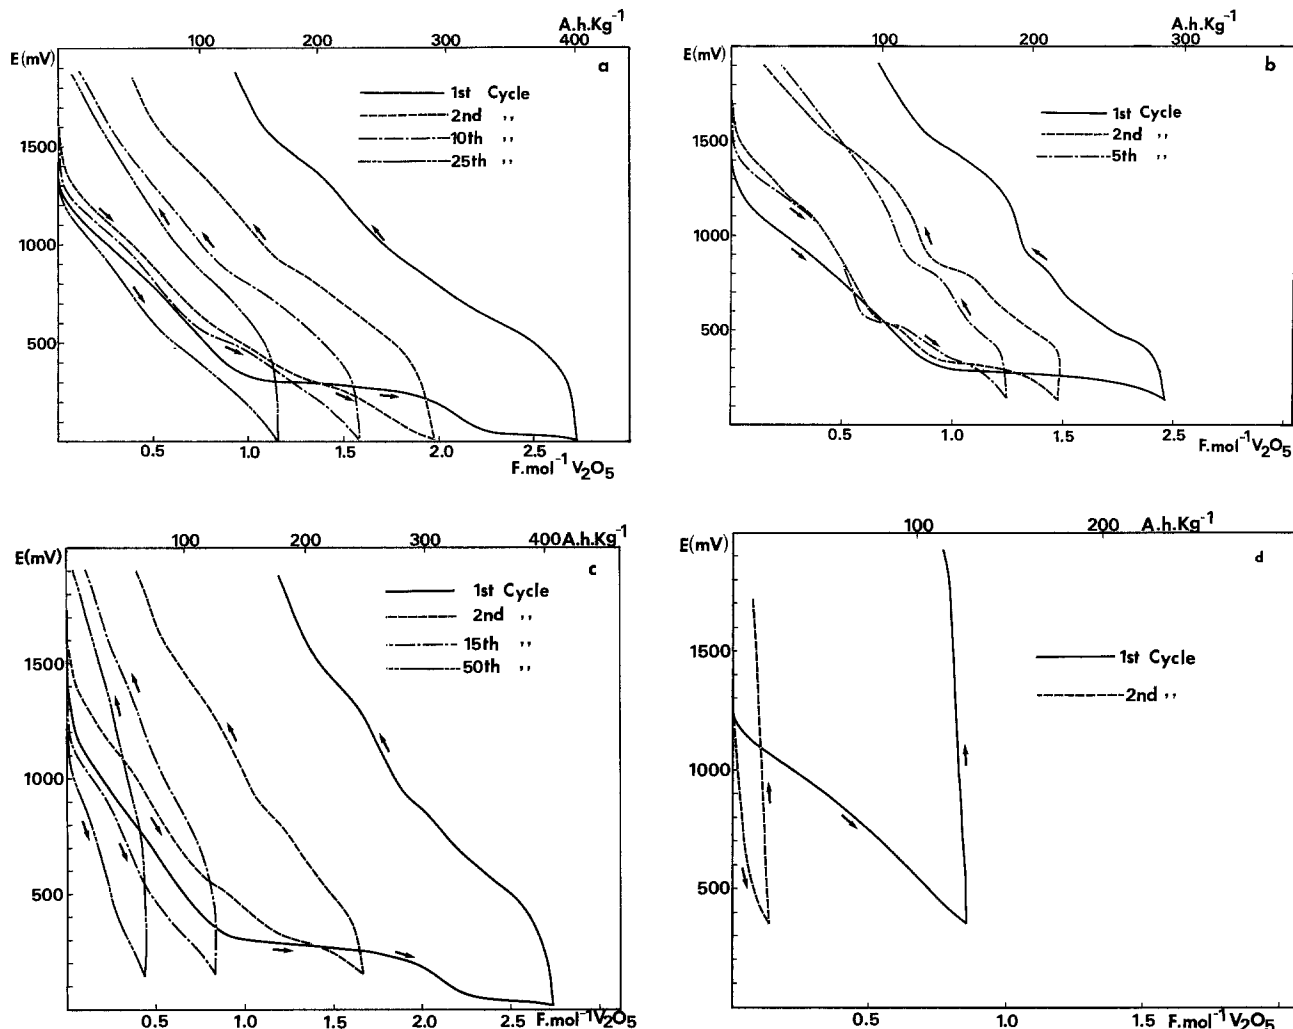 A.h.Kg-1
100 200 300 400
E(mV)
a
1st Cycle
2nd ,,
10th ,,
25th ,,
1500
1000
500
0.5 1.0 1.5 2.0 2.5
F.mol-1 V2O5
A.h.Kg-1
100 200 300
E(mV)
b
1st Cycle
2nd ,,
5th ,,
1500
1000
500
0.5 1.0 1.5 2.5
F.mol-1 V2O5
100 200 300 400 A.h.Kg-1
E(mV)
c
1st Cycle
2nd ,,
15th ,,
50th ,,
1500
1000
500
0.5 1.0 1.5 2.0 2.5 F.mol-1 V2O5
100 200 A.h.Kg-1
E(mV)
d
1st Cycle
2nd ,,
1500
1000
500
0.5 1.0 1.5 F.mol-1 V2O5